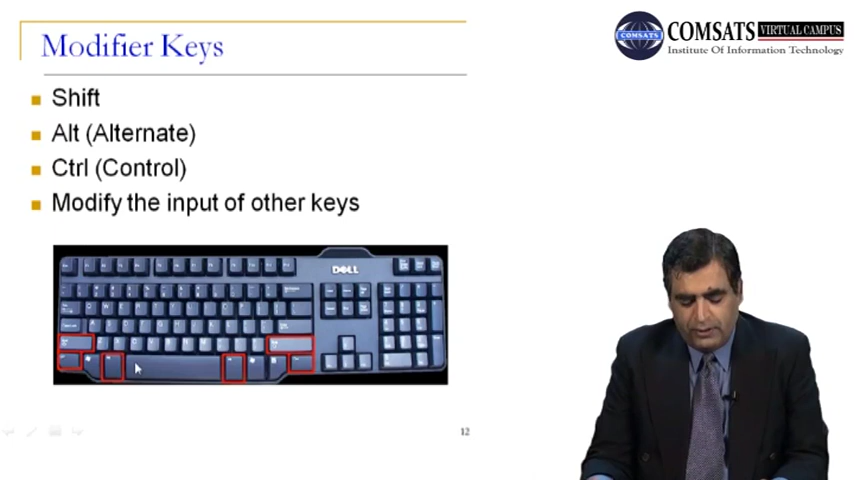 Modifier Keys
COMSATS
COMSATS VIRTUAL CAMPUS
Institute Of Information Technology
Shift
Alt (Alternate)
Ctrl (Control)
Modify the input of other keys
DELL
12